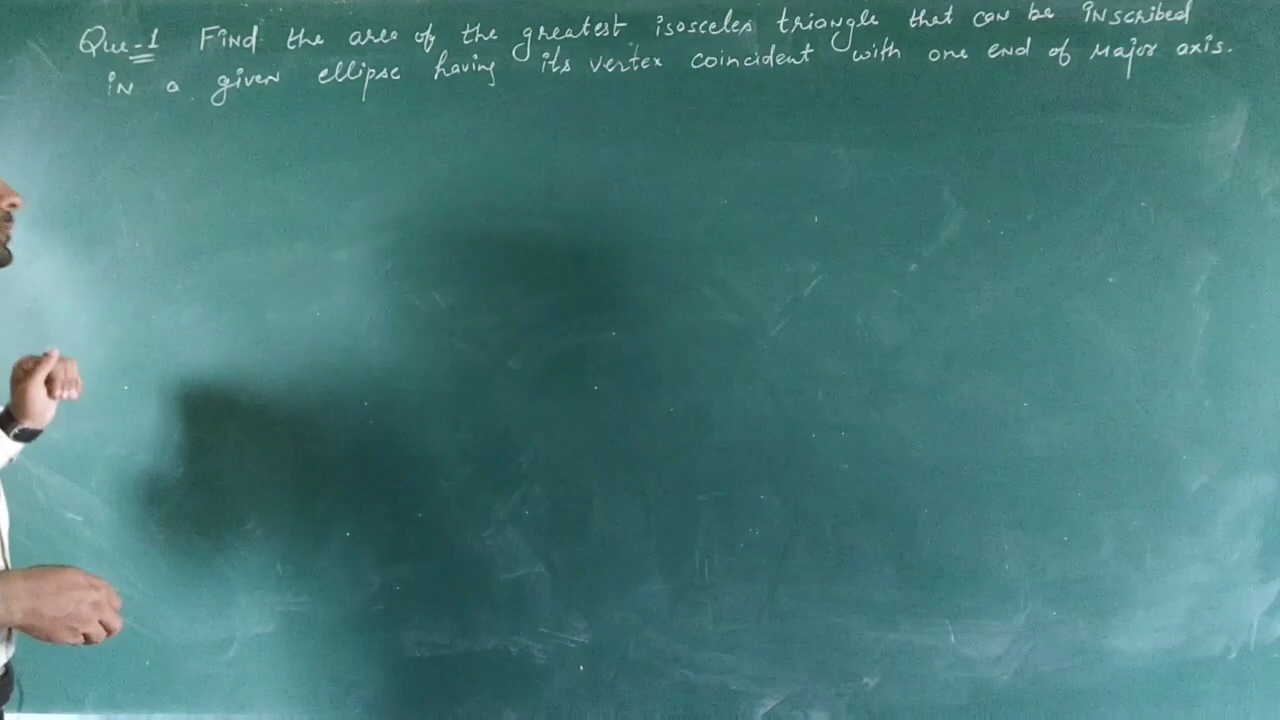 Que-1 Find the area of the greatest isosceles triangle that can be inscribed
in a given ellipse having its vertex coincident with one end of Major axis.